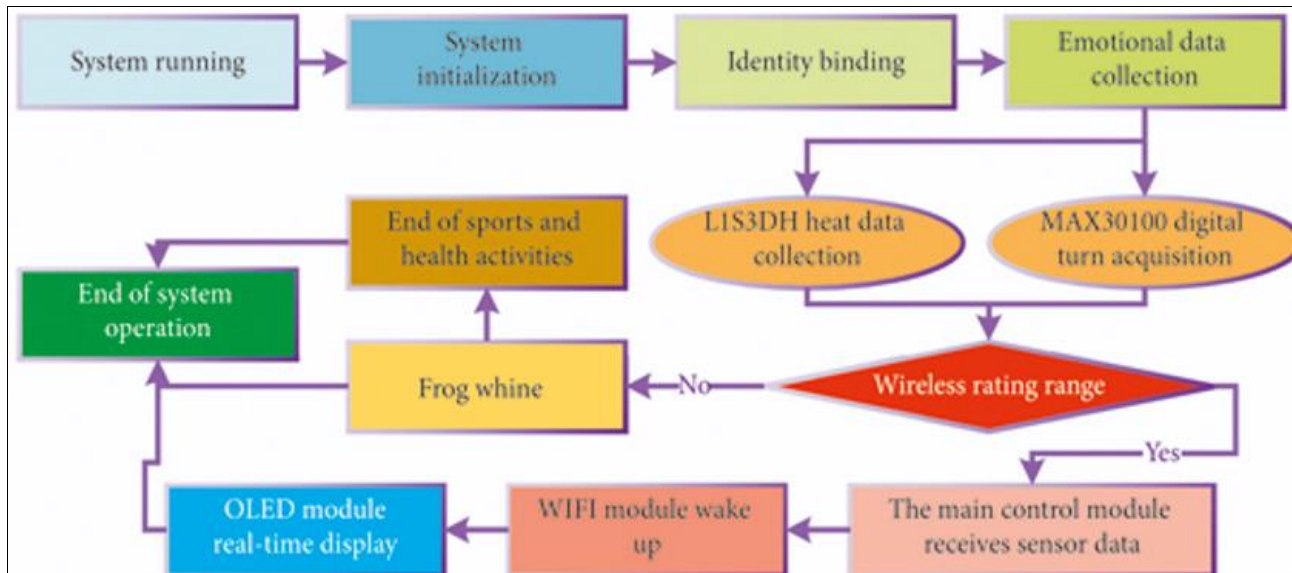 System running
System
initialization
Identity binding
Emotional data
collection
L1S3DH heat data
collection
MAX30100 digital
turn acquisition
End of sports and
health activities
End of system
operation
Frog whine
No
Wireless rating range
Yes
OLED module
real-time display
WIFI module wake
up
The main control module
receives sensor data